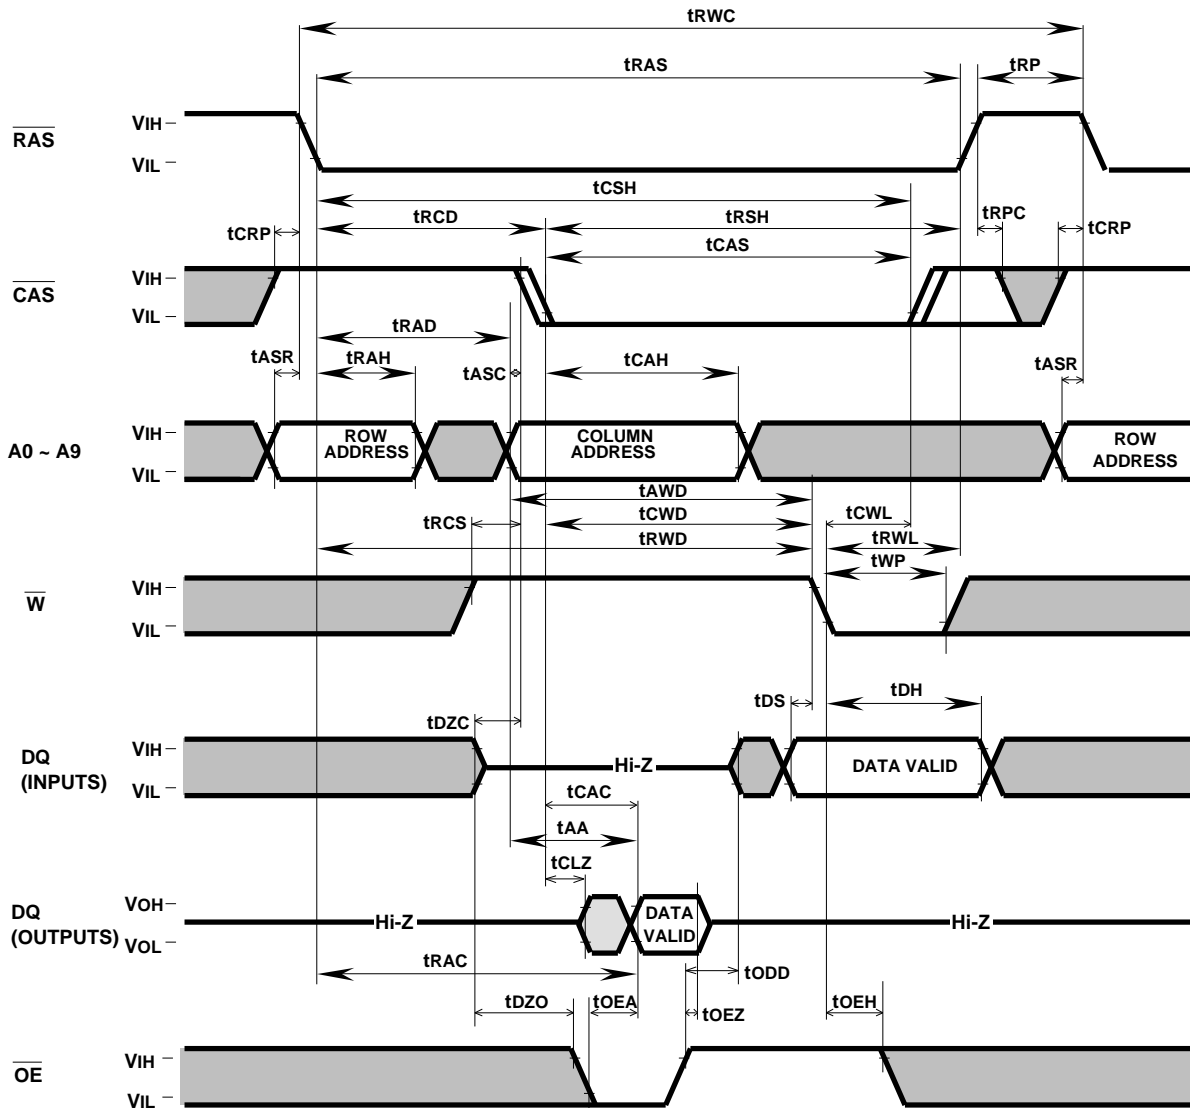 tRWC
tRAS
tRP
RAS
VIH
VIL
tCSH
tRCD
tRSH
tRPC
tCRP
tCAS
tCRP
CAS
VIH
VIL
tRAD
tASR
tRAH
tASC
tCAH
tASR
A0 ~ A9
VIH
VIL
ROW
ADDRESS
COLUMN
ADDRESS
ROW
ADDRESS
tAWD
tRCS
tCWD
tCWL
tRWD
tRWL
tWP
W
VIH
VIL
tDS
tDH
tDZC
DQ
(INPUTS)
VIH
VIL
Hi-Z
DATA VALID
tCAC
tAA
tCLZ
DQ
(OUTPUTS)
VOH
VOL
Hi-Z
DATA
VALID
Hi-Z
tRAC
tODD
tDZO
tOEA
tOEZ
tOEH
OE
VIH
VIL